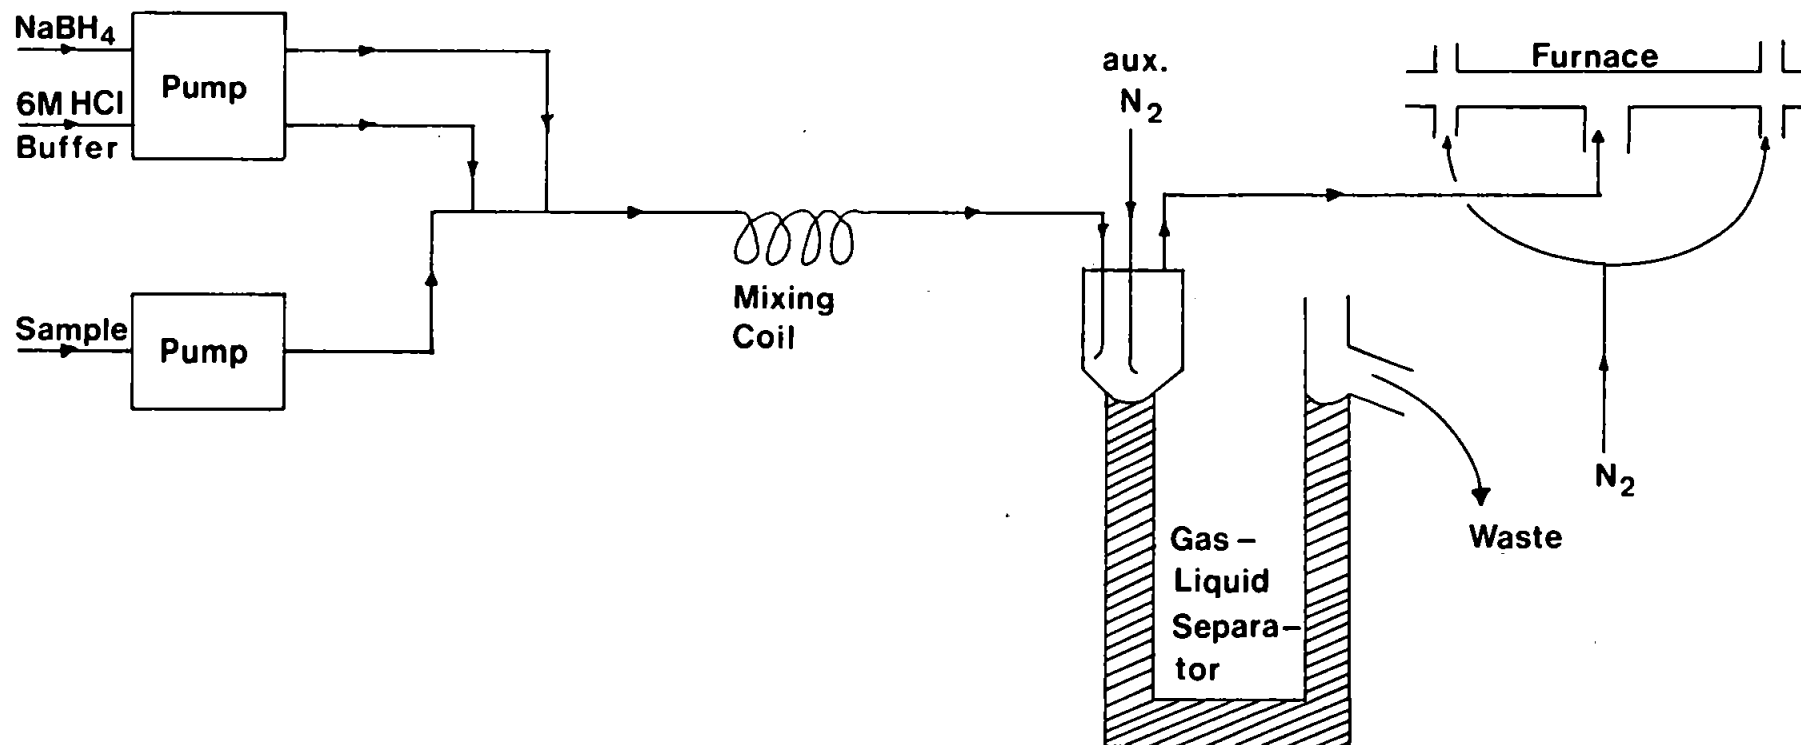 NaBH4
Pump
6M HCl
Buffer
Sample
Pump
Mixing
Coil
aux.
N2
Furnace
N2
Waste
Gas –
Liquid
Separa–
tor